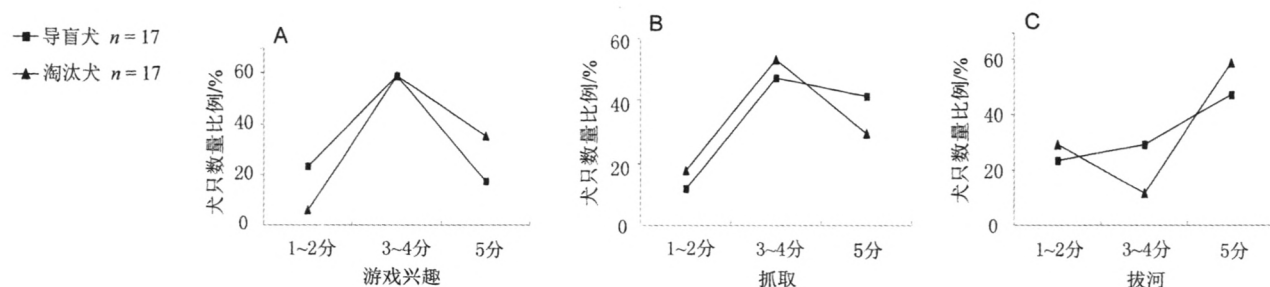 导盲犬 n = 17
淘汰犬 n = 17
A
犬只数量比例/%
60
40
20
0
1~2分 3~4分 5分
游戏兴趣
B
犬只数量比例/%
60
40
20
0
1~2分 3~4分 5分
抓取
C
犬只数量比例/%
60
40
20
0
1~2分 3~4分 5分
拔河